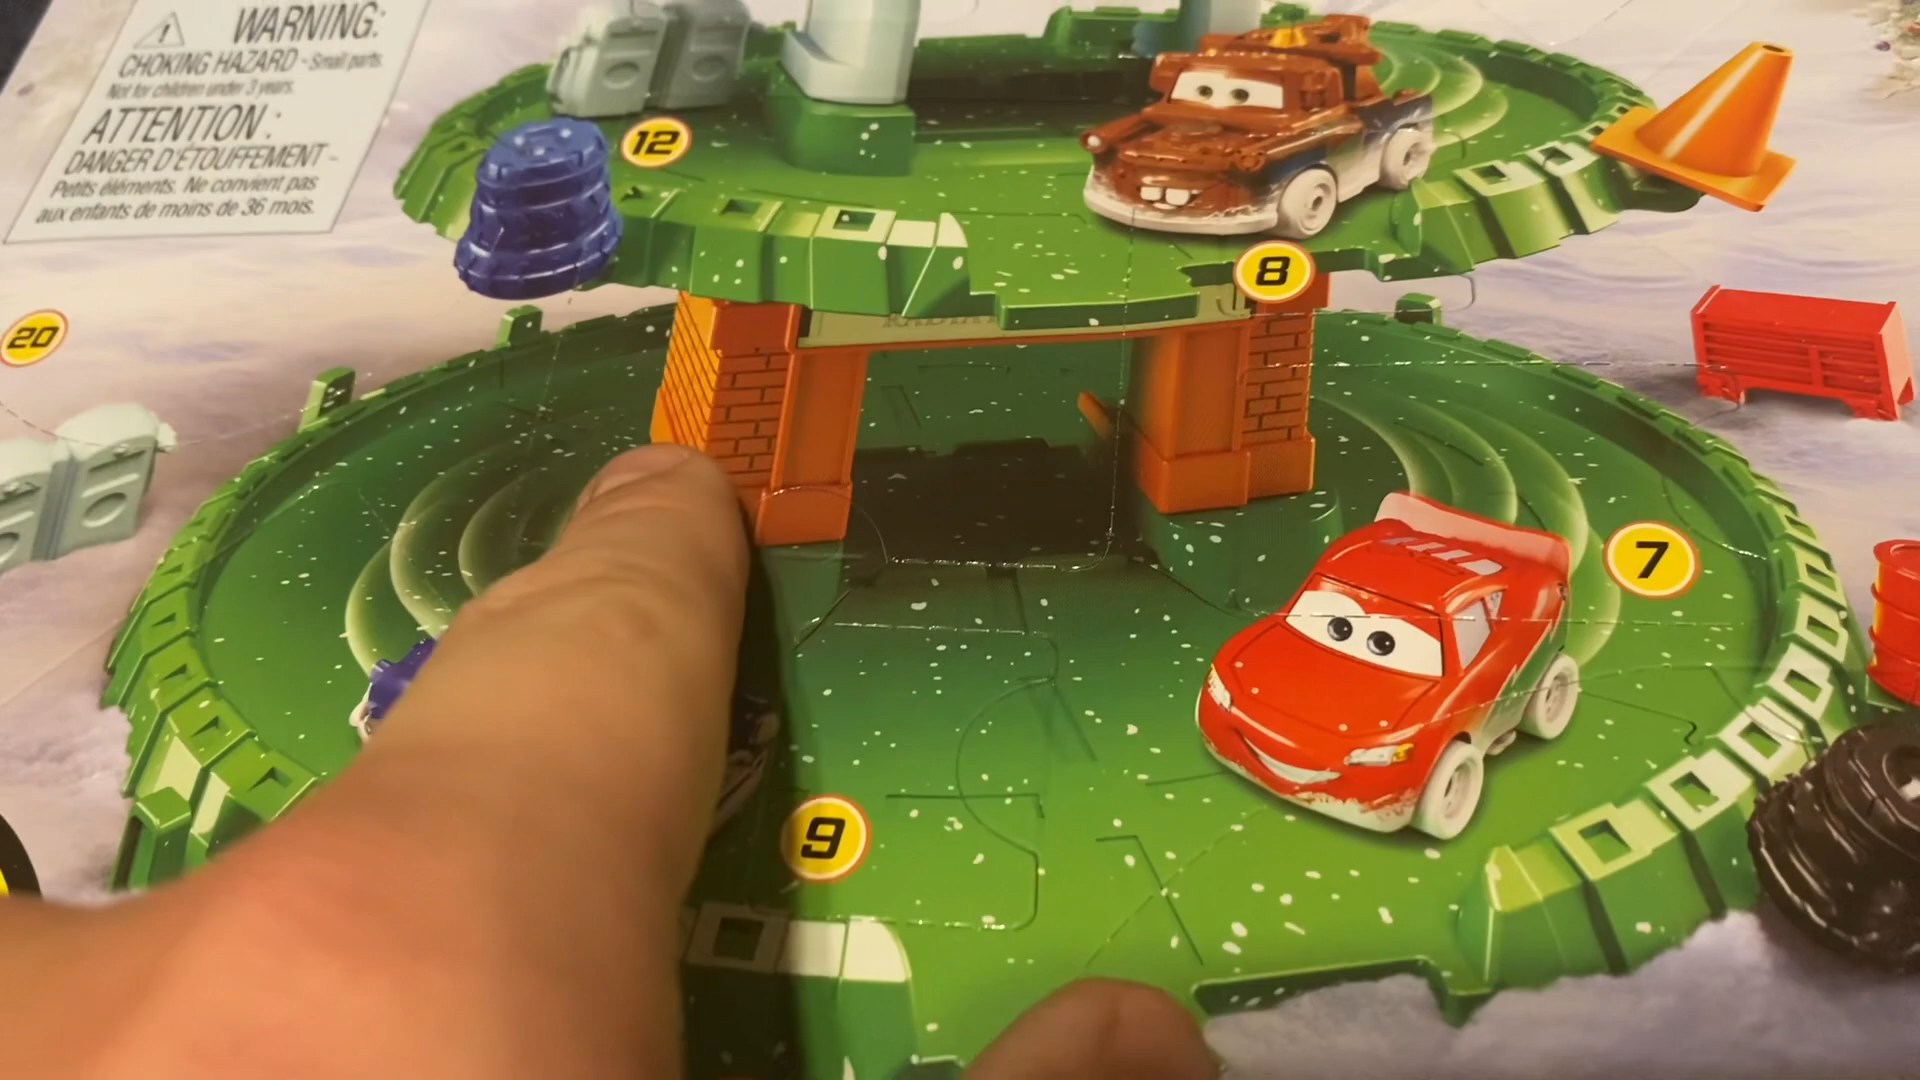 WARNING:
CHOKING HAZARD - Small parts.
Not for children under 3 years.
ATTENTION :
DANGER D'ÉTOUFFEMENT -
Petits éléments. Ne convient pas
aux enfants de moins de 36 mois.
12
8
20
7
9